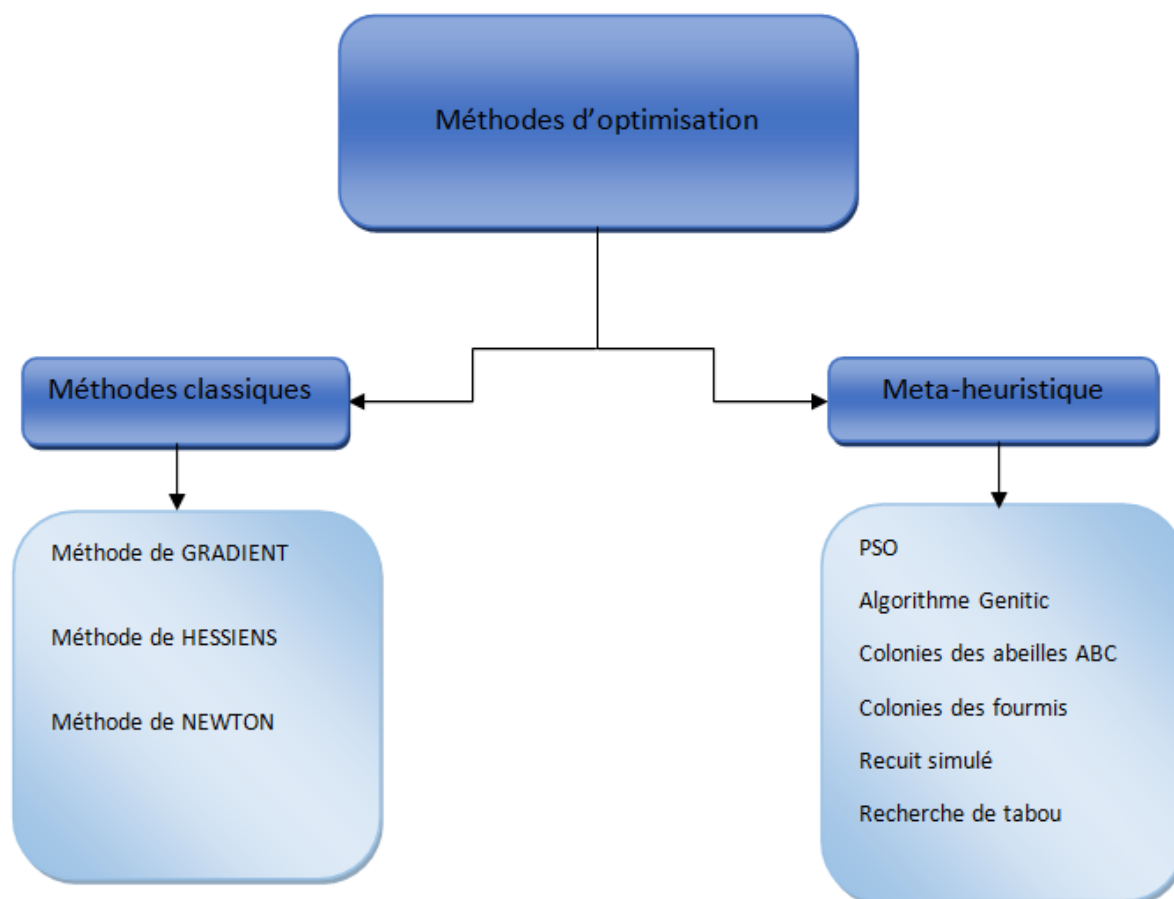 Méthodes d'optimisation
Méthodes classiques
Meta-heuristique
Méthode de GRADIENT
Méthode de HESSIENS
Méthode de NEWTON
PSO
Algorithme Genitic
Colonies des abeilles ABC
Colonies des fourmis
Recuit simulé
Recherche de tabou